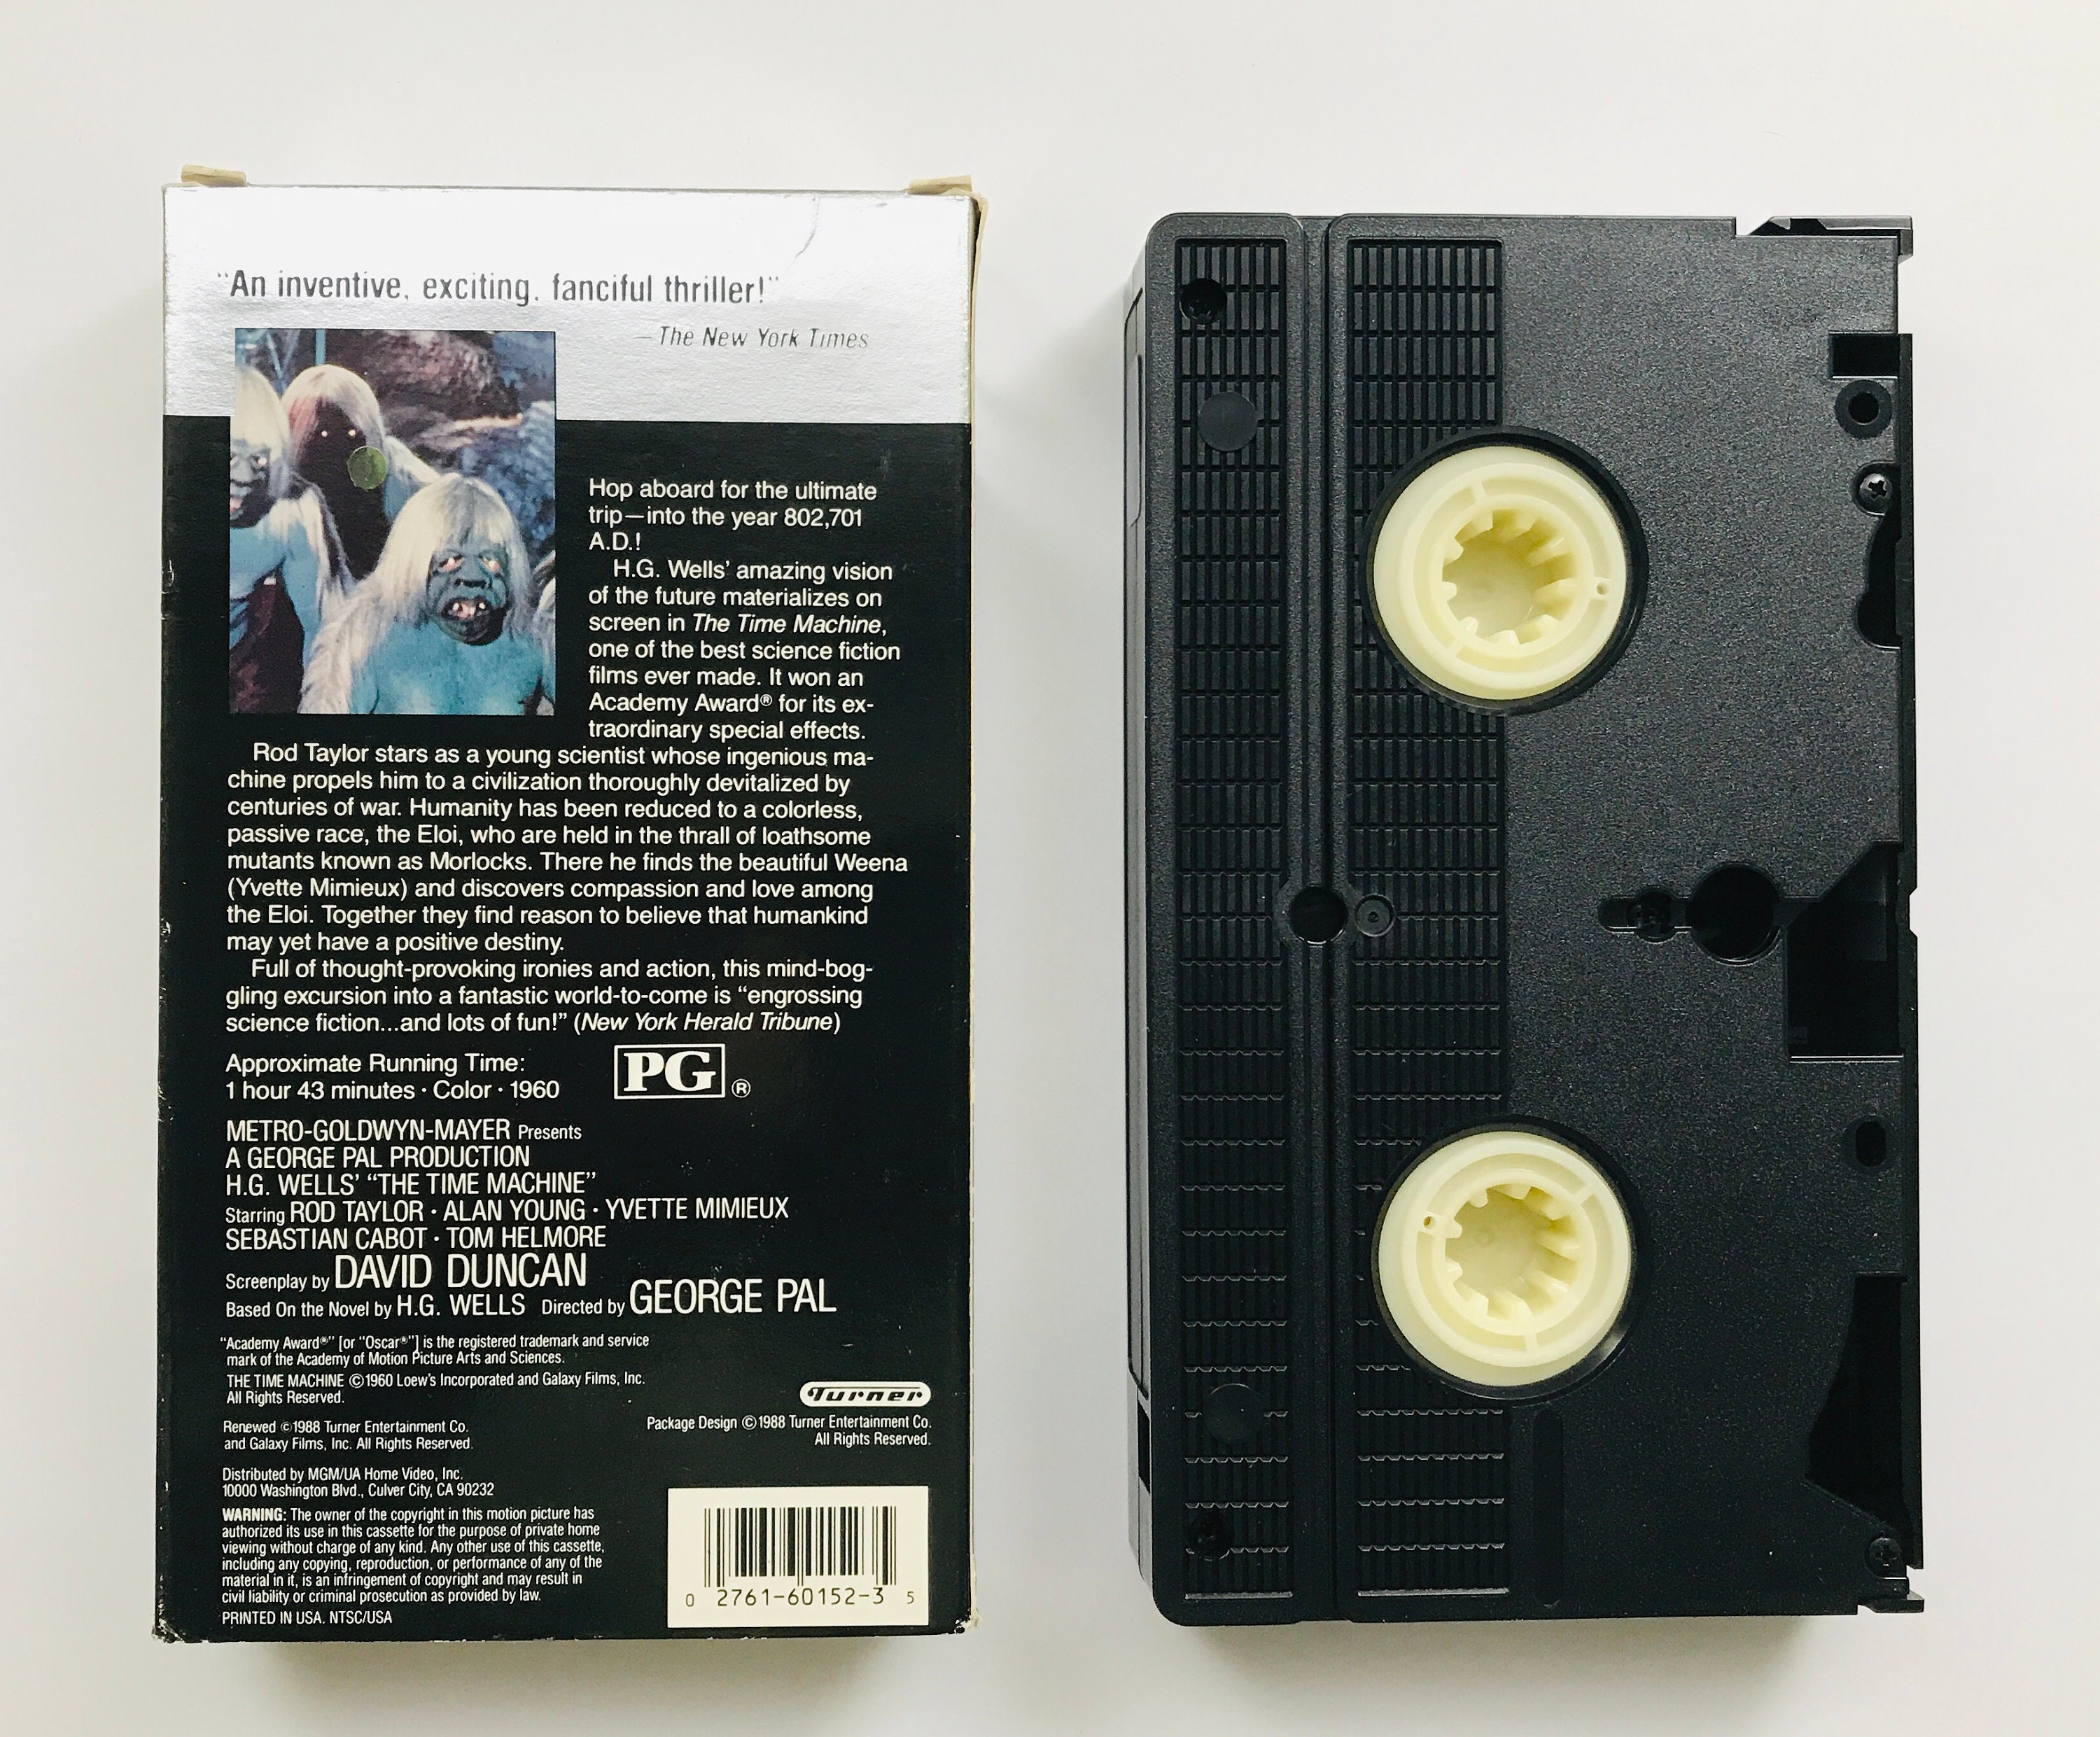 “An inventive, exciting, fanciful thriller!”
—The New York Times
Hop aboard for the ultimate
trip—into the year 802,701
A.D.!
H.G. Wells’ amazing vision
of the future materializes on
screen in The Time Machine,
one of the best science fiction
films ever made. It won an
Academy Award® for its ex-
traordinary special effects.
Rod Taylor stars as a young scientist whose ingenious ma-
chine propels him to a civilization thoroughly devitalized by
centuries of war. Humanity has been reduced to a colorless,
passive race, the Eloi, who are held in the thrall of loathsome
mutants known as Morlocks. There he finds the beautiful Weena
(Yvette Mimieux) and discovers compassion and love among
the Eloi. Together they find reason to believe that humankind
may yet have a positive destiny.
Full of thought-provoking ironies and action, this mind-bog-
gling excursion into a fantastic world-to-come is “engrossing
science fiction...and lots of fun!” (New York Herald Tribune)
Approximate Running Time:
1 hour 43 minutes · Color · 1960
PG ®
METRO-GOLDWYN-MAYER Presents
A GEORGE PAL PRODUCTION
H.G. WELLS’ “THE TIME MACHINE”
Starring ROD TAYLOR · ALAN YOUNG · YVETTE MIMIEUX
SEBASTIAN CABOT · TOM HELMORE
Screenplay by DAVID DUNCAN
Based On the Novel by H.G. WELLS Directed by GEORGE PAL
“Academy Award®” [or “Oscar®”] is the registered trademark and service
mark of the Academy of Motion Picture Arts and Sciences.
THE TIME MACHINE ©1960 Loew’s Incorporated and Galaxy Films, Inc.
All Rights Reserved.
Turner
Renewed ©1988 Turner Entertainment Co.
and Galaxy Films, Inc. All Rights Reserved.
Package Design ©1988 Turner Entertainment Co.
All Rights Reserved.
Distributed by MGM/UA Home Video, Inc.
10000 Washington Blvd., Culver City, CA 90232
WARNING: The owner of the copyright in this motion picture has
authorized its use in this cassette for the purpose of private home
viewing without charge of any kind. Any other use of this cassette,
including any copying, reproduction, or performance of any of the
material in it, is an infringement of copyright and may result in
civil liability or criminal prosecution as provided by law.
PRINTED IN USA. NTSC/USA
0 2761-60152-3 5